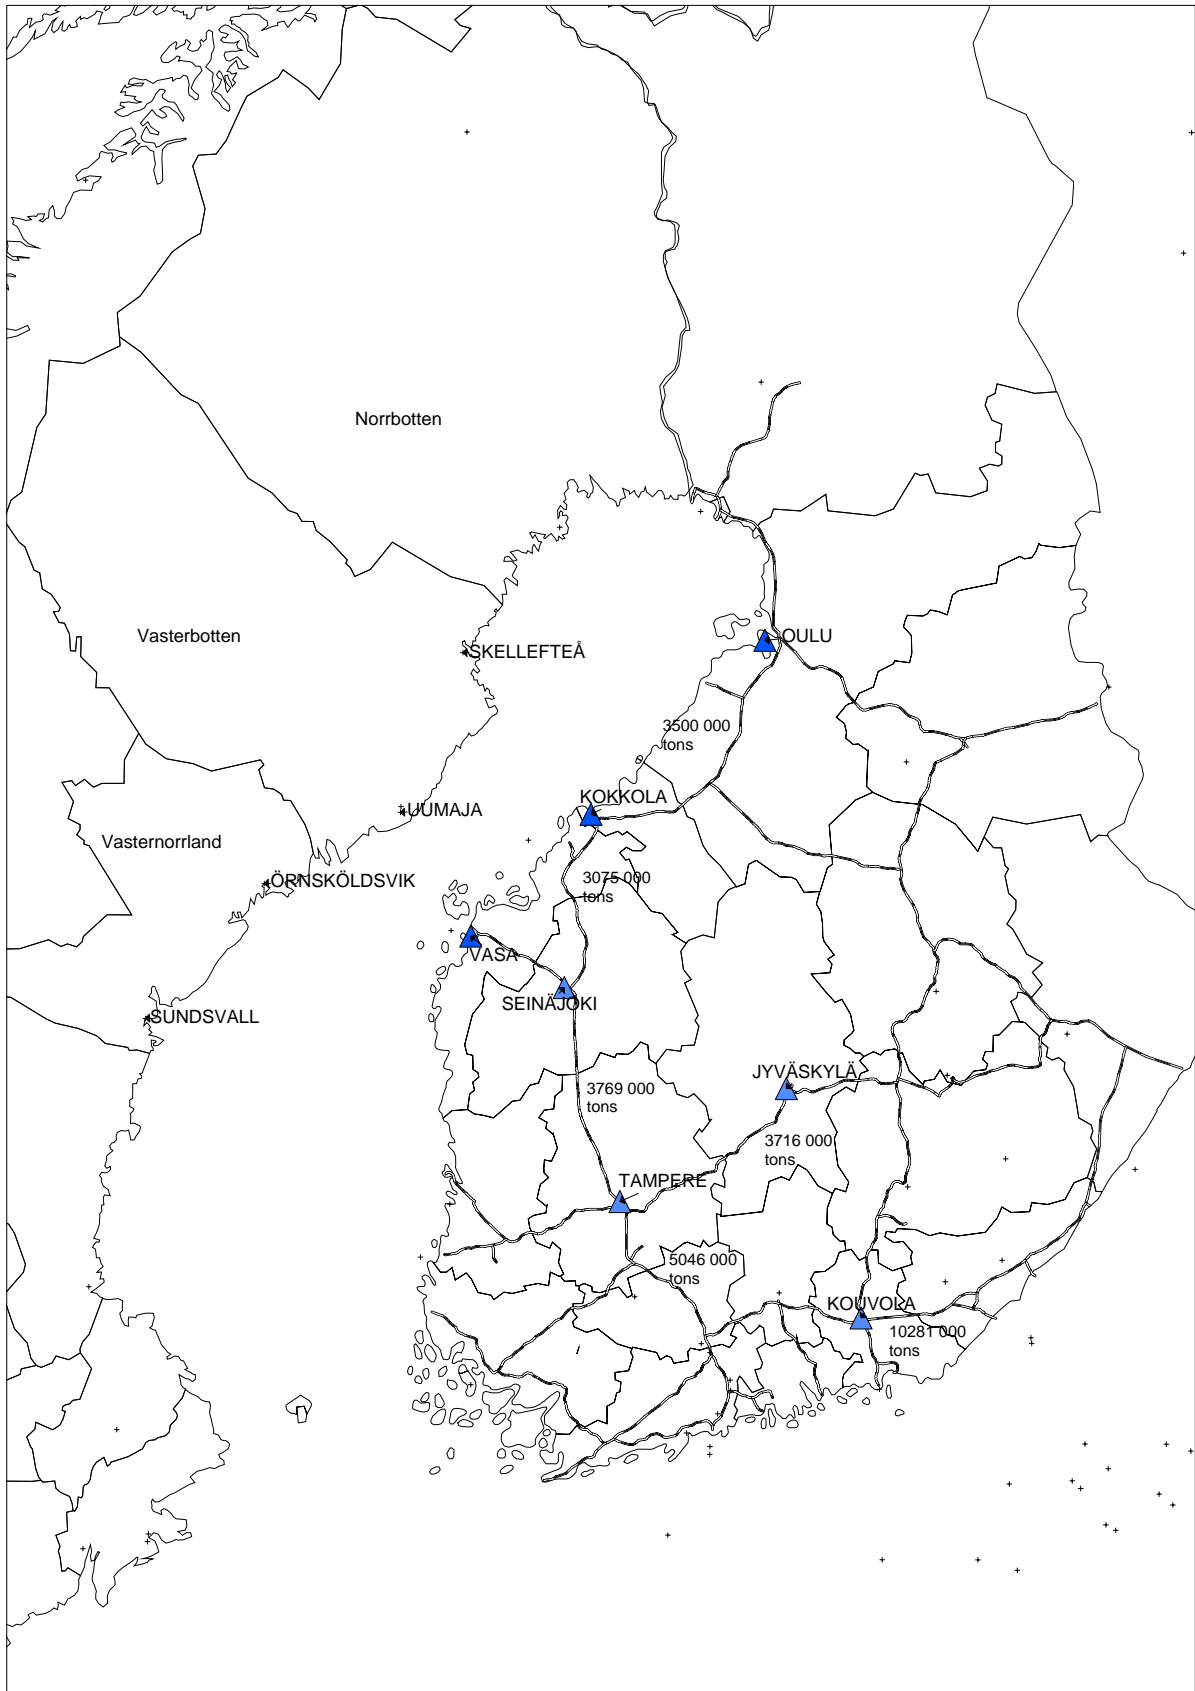 Norrbotten
Vasterbotten
OULU
SKELLEFTEÅ
3500 000
tons
KOKKOLA
UUMAJA
Vasternorrland
3075 000
tons
ÖRNSKÖLDSVIK
VASA
SEINÄJOKI
SUNDSVALL
JYVÄSKYLÄ
3769 000
tons
3716 000
tons
TAMPERE
5046 000
tons
KOUVOLA
10281 000
tons